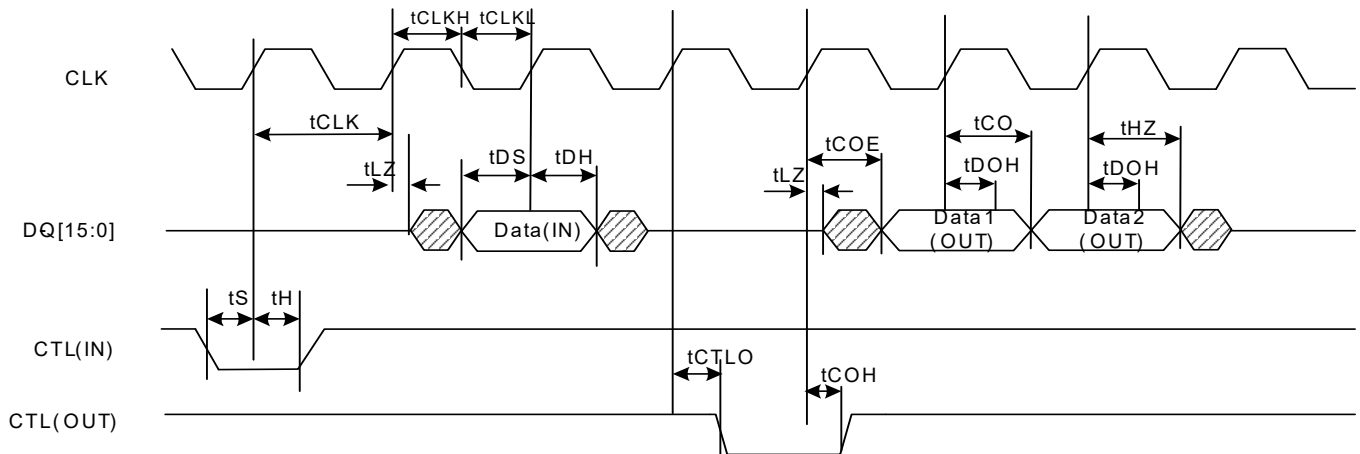 tCLKH tCLKL
CLK
tCLK
tCO
tHZ
tCOE
tDS tDH
tLZ
tLZ
tDOH
tDOH
DQ[15:0]
Data(IN)
Data1
(OUT)
Data2
(OUT)
tS tH
CTL(IN)
tCTLO
tCOH
CTL(OUT)